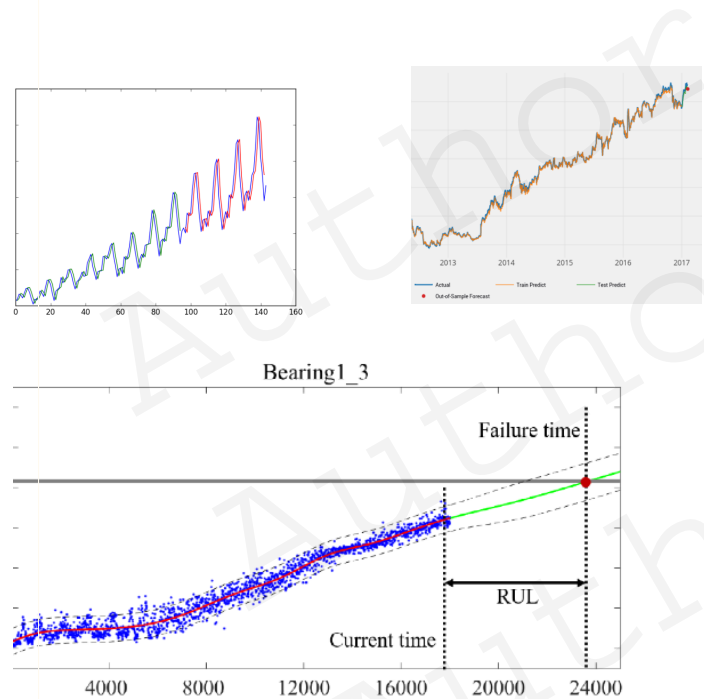 0 20 40 60 80 100 120 140 160
2013 2014 2015 2016 2017
Actual Train Predict Test Predict
Out-of-Sample Forecast
Bearing1_3
Failure time
RUL
Current time
4000 8000 12000 16000 20000 24000
Author
Author